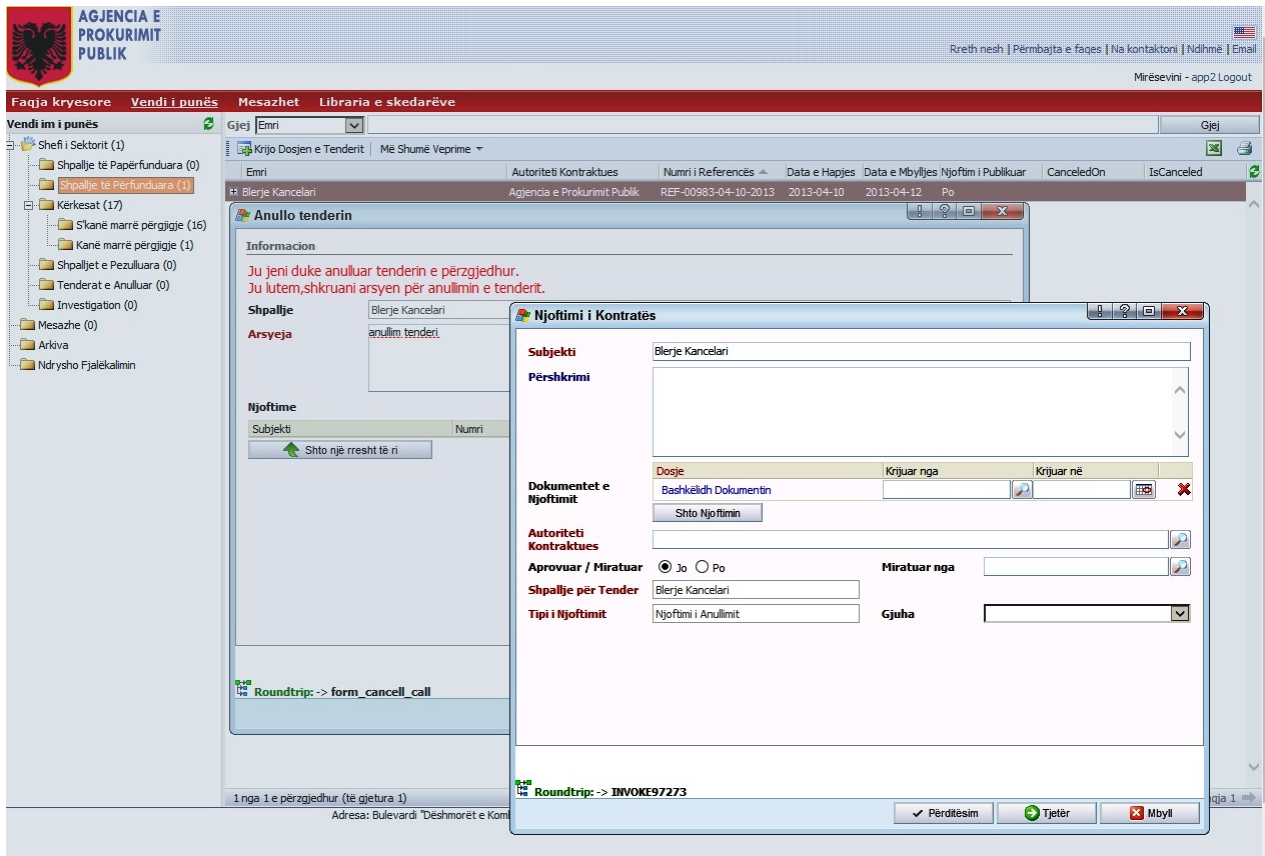 AGJENCIA E
PROKURIMIT
PUBLIK
Rreth nesh | Përmbajta e faqes | Na kontaktoni | Ndihmë | Email
Mirësevini - app2 Logout
Faqja kryesore Vendi i punës Mesazhet Libraria e skedarëve
Vendi im i punës
Shefi i Sektorit (1)
Shpallje të Papërfunduara (0)
Shpallje të Përfunduara (1)
Kërkesat (17)
S'kanë marrë përgjigje (16)
Kanë marrë përgjigje (1)
Shpalljet e Pezulluara (0)
Tenderat e Anulluar (0)
Investigation (0)
Mesazhe (0)
Arkiva
Ndrysho Fjalëkalimin
Gjej Emri Gjej
Krijo Dosjen e Tenderit | Më Shumë Veprime
Emri Autoriteti Kontraktues Numri i Referencës Data e Hapjes Data e Mbylljes Njoftim i Publikuar CanceledOn IsCanceled
Blerje Kancelari Agjencia e Prokurimit Publik REF-00983-04-10-2013 2013-04-10 2013-04-12 Po
Anullo tenderin
Informacion
Ju jeni duke anulluar tenderin e përzgjedhur.
Ju lutem,shkruani arsyen për anullimin e tenderit.
Shpallje Blerje Kancelari
Arsyeja anullim tenderi
Njoftime
Subjekti Numri
Shto një rresht të ri
Roundtrip: -> form_cancell_call
Njoftimi i Kontratës
Subjekti Blerje Kancelari
Përshkrimi
Dosje Krijuar nga Krijuar në
Dokumentet e
Njoftimit
Bashkëlidh Dokumentin
Shto Njoftimin
Autoriteti
Kontraktues
Aprovuar / Miratuar Jo Po Miratuar nga
Shpallje për Tender Blerje Kancelari
Tipi i Njoftimit Njoftimi i Anullimit Gjuha
Roundtrip: -> INVOKE97273
Përditësim Tjetër Mbyll
1 nga 1 e përzgjedhur (të gjetura 1)
1
Adresa: Bulevardi "Dëshmorët e